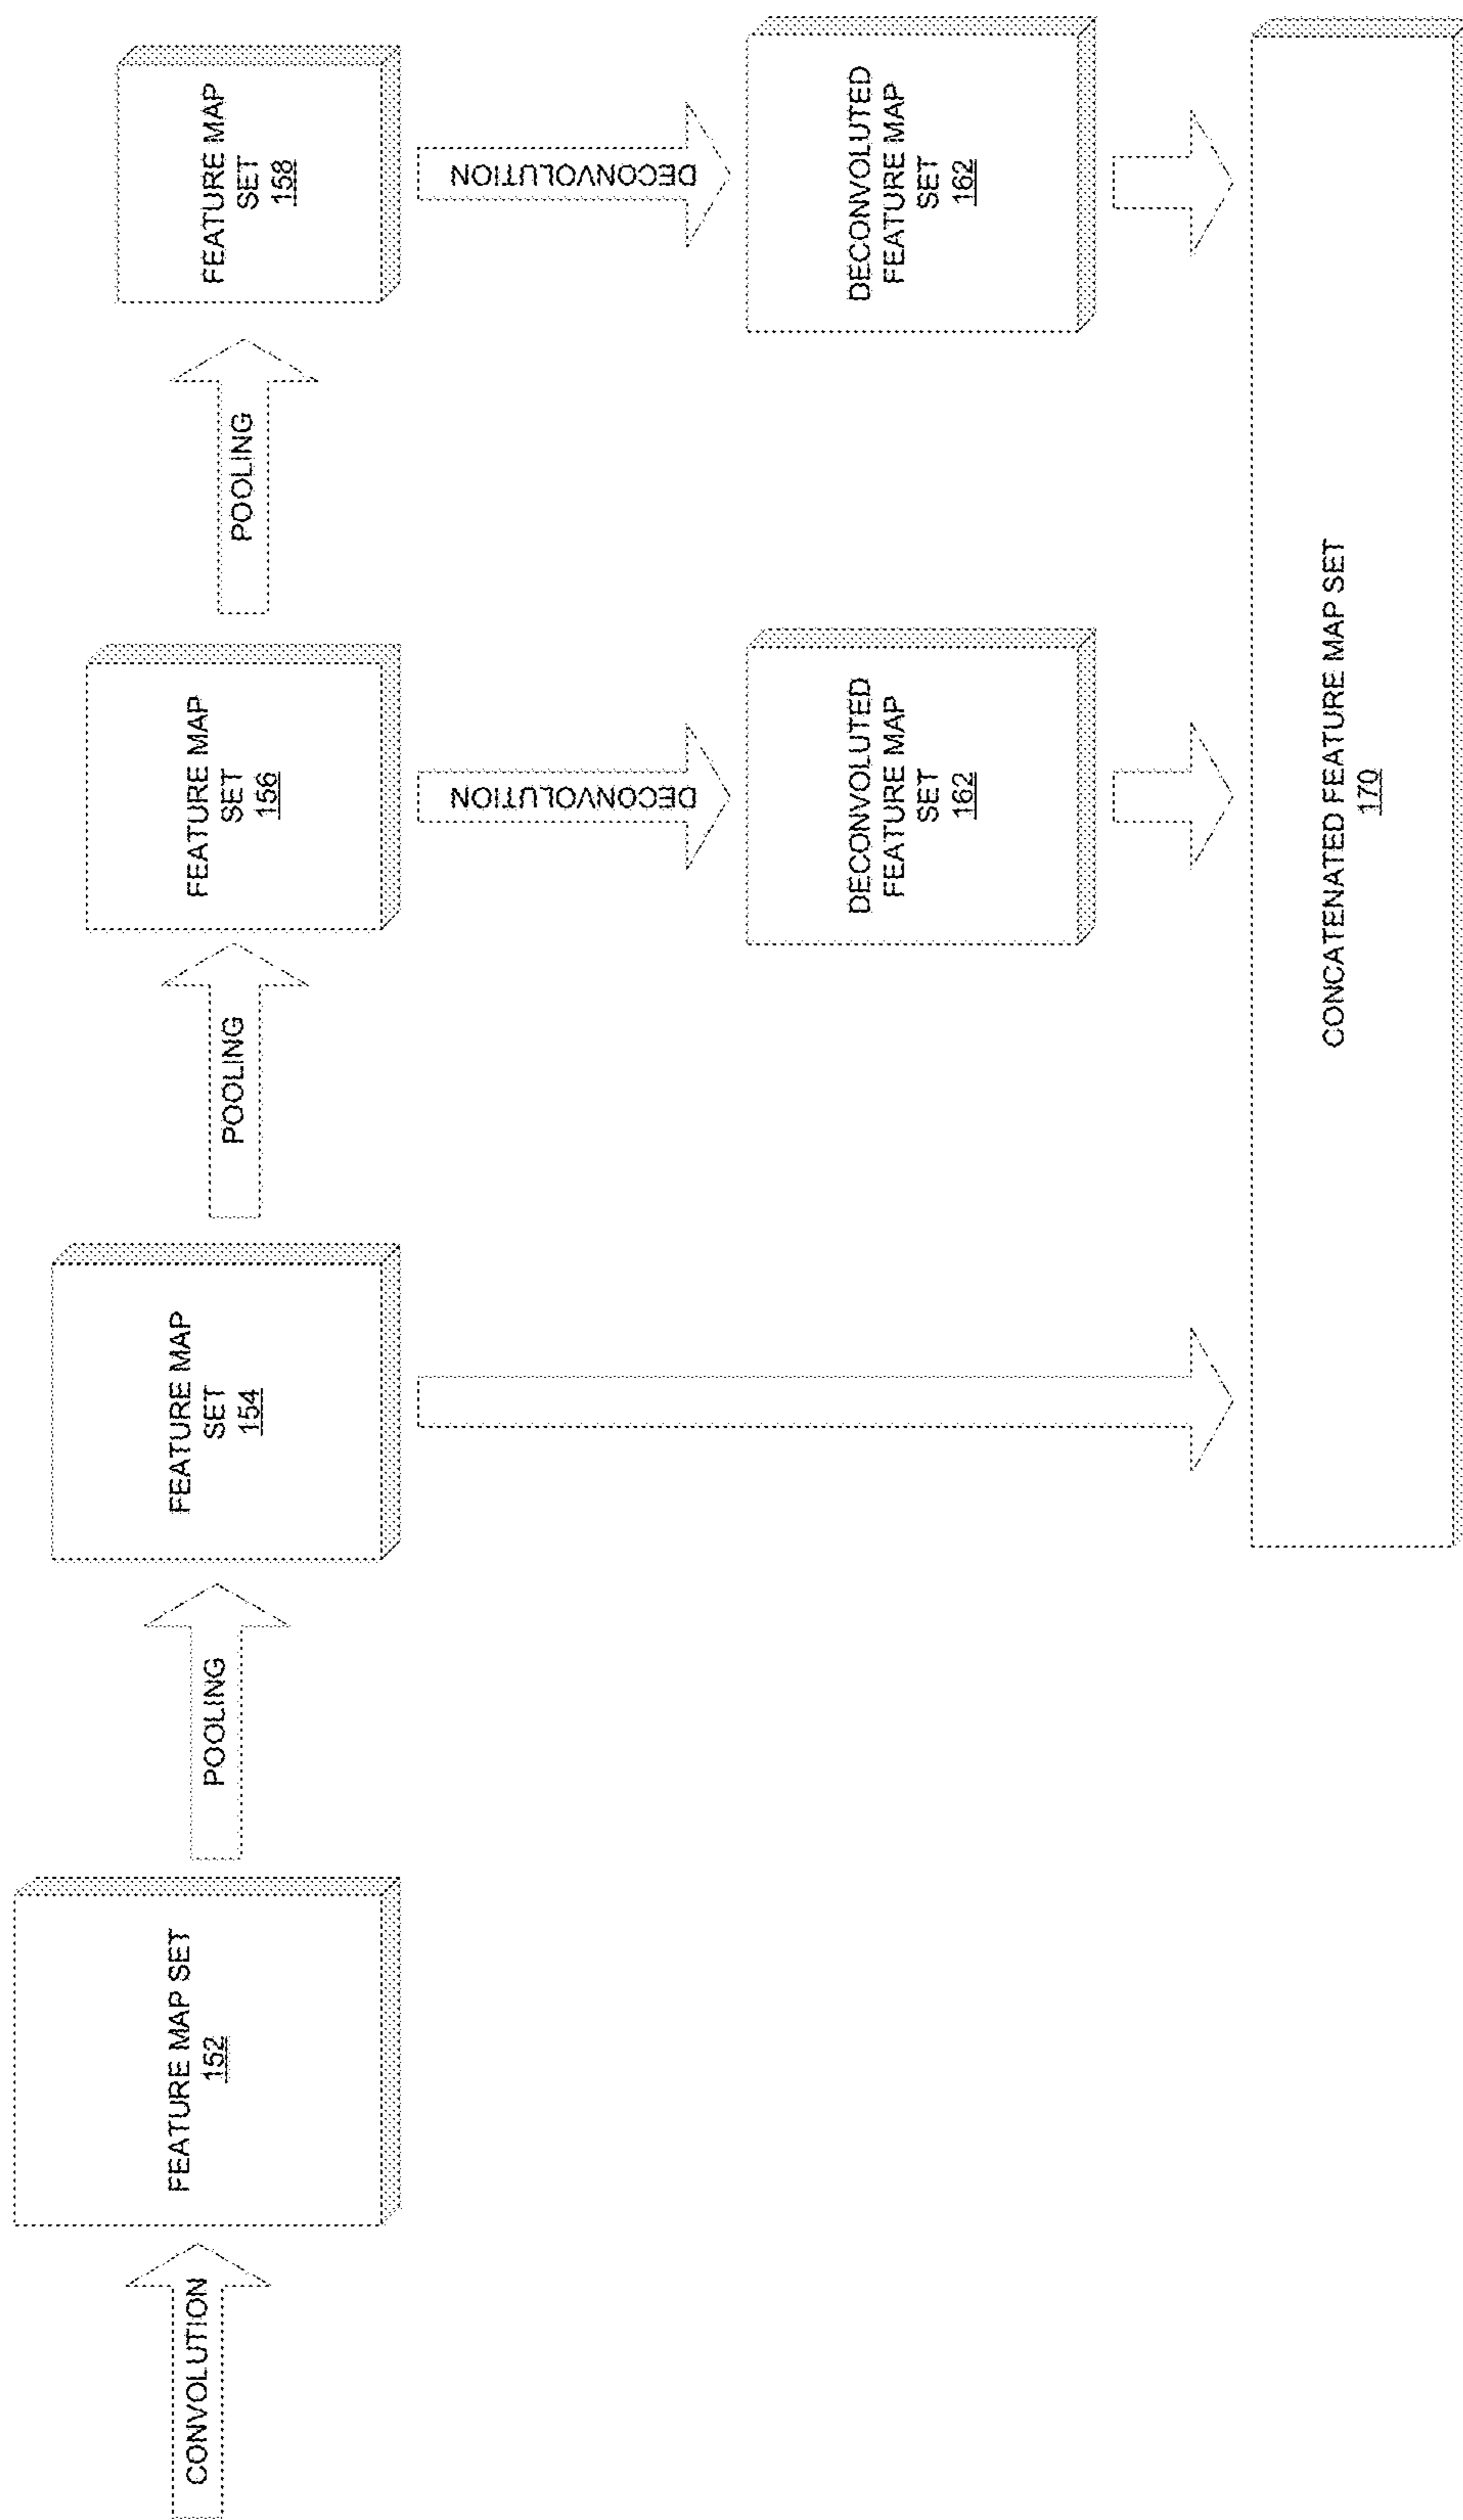 CONVOLUTION
FEATURE MAP SET
152
POOLING
FEATURE MAP
SET
154
POOLING
FEATURE MAP
SET
156
POOLING
FEATURE MAP
SET
158
DECONVOLUTION
DECONVOLUTION
DECONVOLUTED
FEATURE MAP
SET
162
DECONVOLUTED
FEATURE MAP
SET
162
CONCATENATED FEATURE MAP SET
170